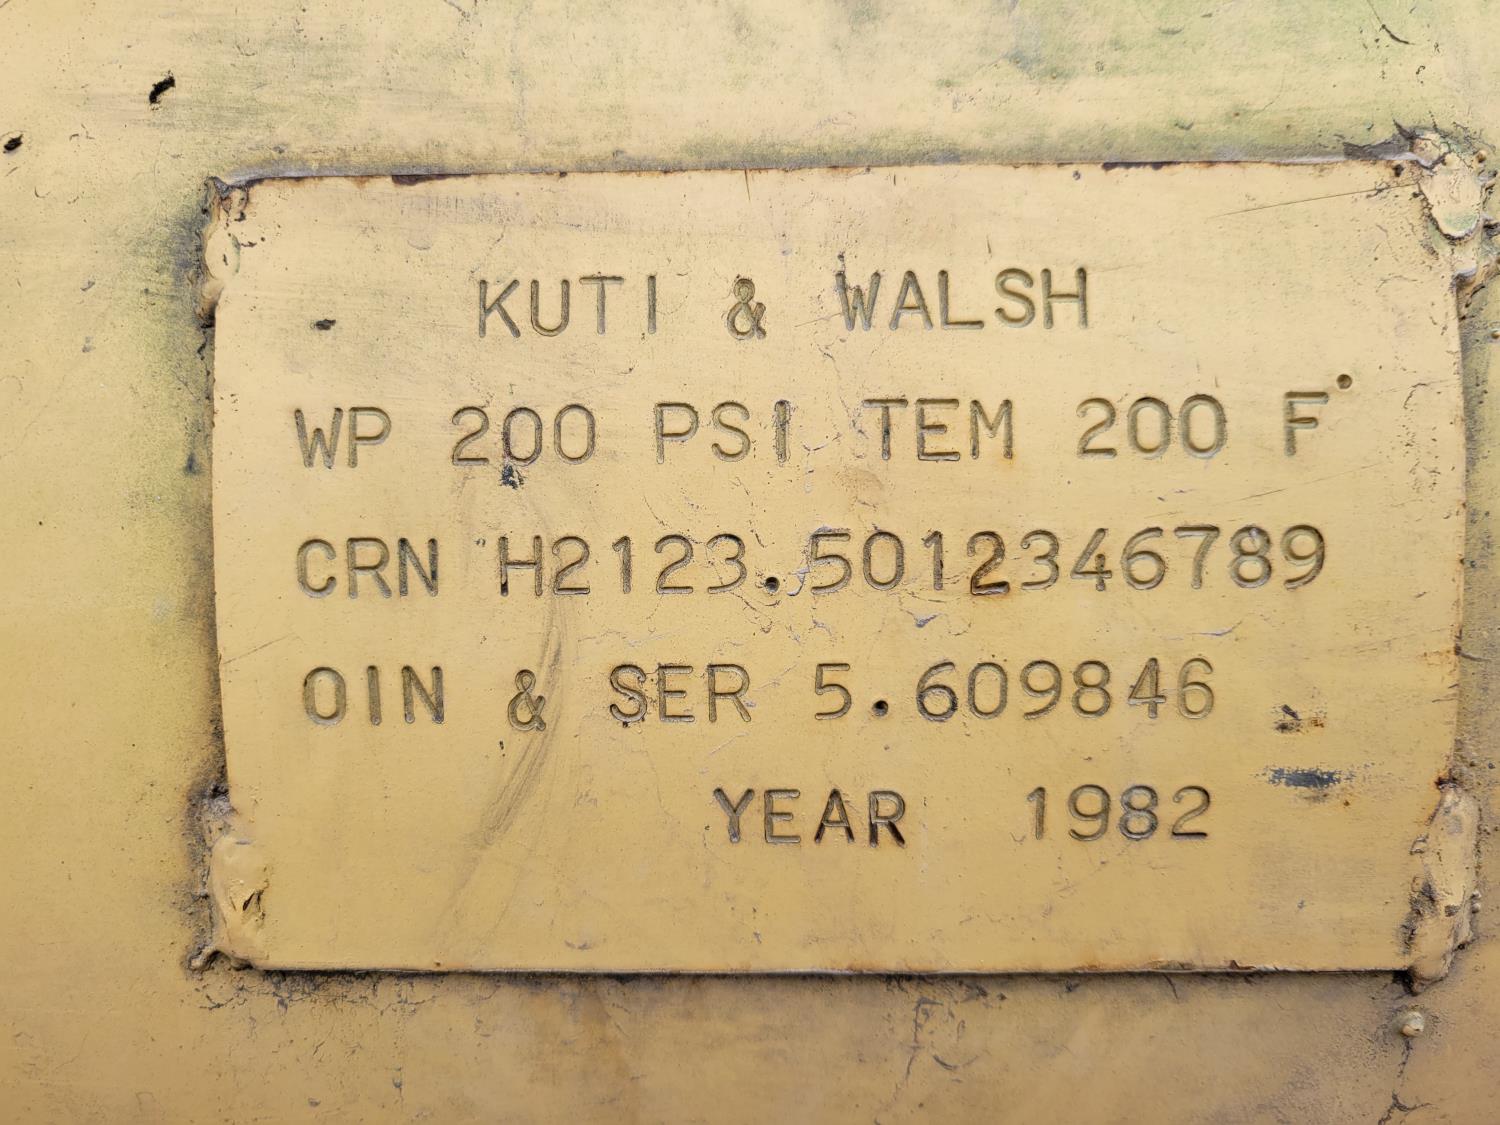 KUTI & WALSH
WP 200 PSI TEM 200 F°
CRN H2123.5012346789
OIN & SER 5.609846
YEAR 1982